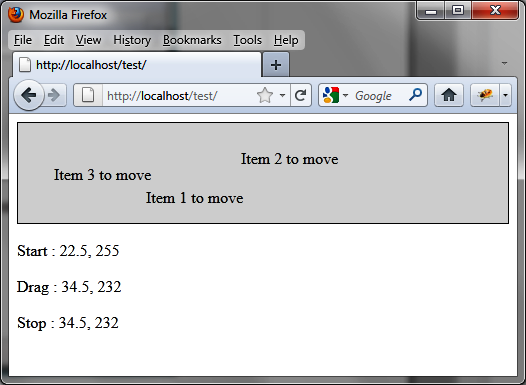 Mozilla Firefox
File Edit View History Bookmarks Tools Help
http://localhost/test/
http://localhost/test/ Google
Item 2 to move
Item 3 to move
Item 1 to move
Start : 22.5, 255
Drag : 34.5, 232
Stop : 34.5, 232